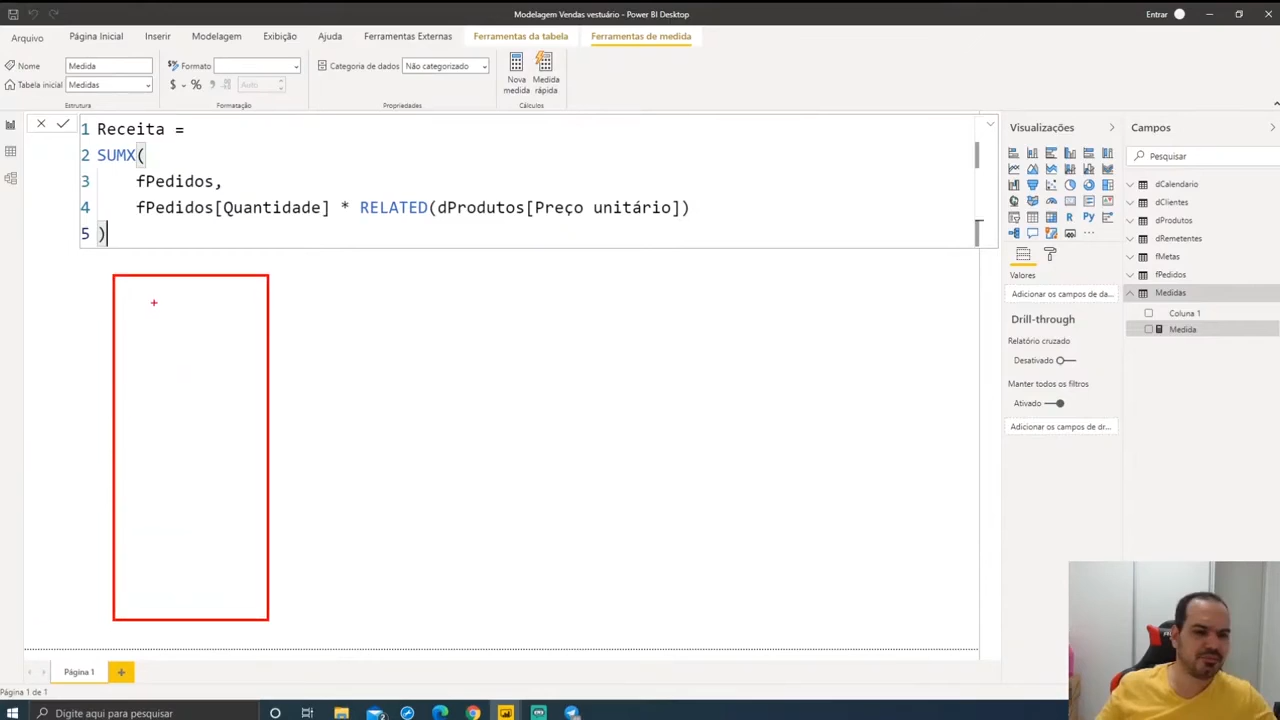 Modelagem Vendas vestuário - Power BI Desktop
Entrar
Arquivo
Página Inicial
Inserir
Modelagem
Exibição
Ajuda
Ferramentas Externas
Ferramentas da tabela
Ferramentas de medida
Nome
Medida
Formato
Categoria de dados
Não categorizado
Tabela inicial
Medidas
$
%
Auto
Nova medida
Medida rápida
Estrutura
Formatação
Propriedades
Cálculos
1 Receita =
2 SUMX(
3 fPedidos,
4 fPedidos[Quantidade] * RELATED(dProdutos[Preço unitário])
5 )
Visualizações
R
Py
Valores
Adicionar os campos de da...
Drill-through
Relatório cruzado
Desativado
Manter todos os filtros
Ativado
Adicionar os campos de dr...
Campos
Pesquisar
dCalendario
dClientes
dProdutos
dRemetentes
fMetas
fPedidos
Medidas
Coluna 1
Medida
Página 1
Página 1 de 1
Digite aqui para pesquisar